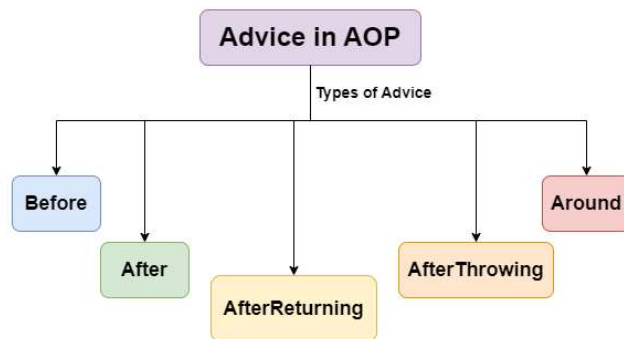 Advice in AOP
Types of Advice
Before
Around
After
AfterThrowing
AfterReturning